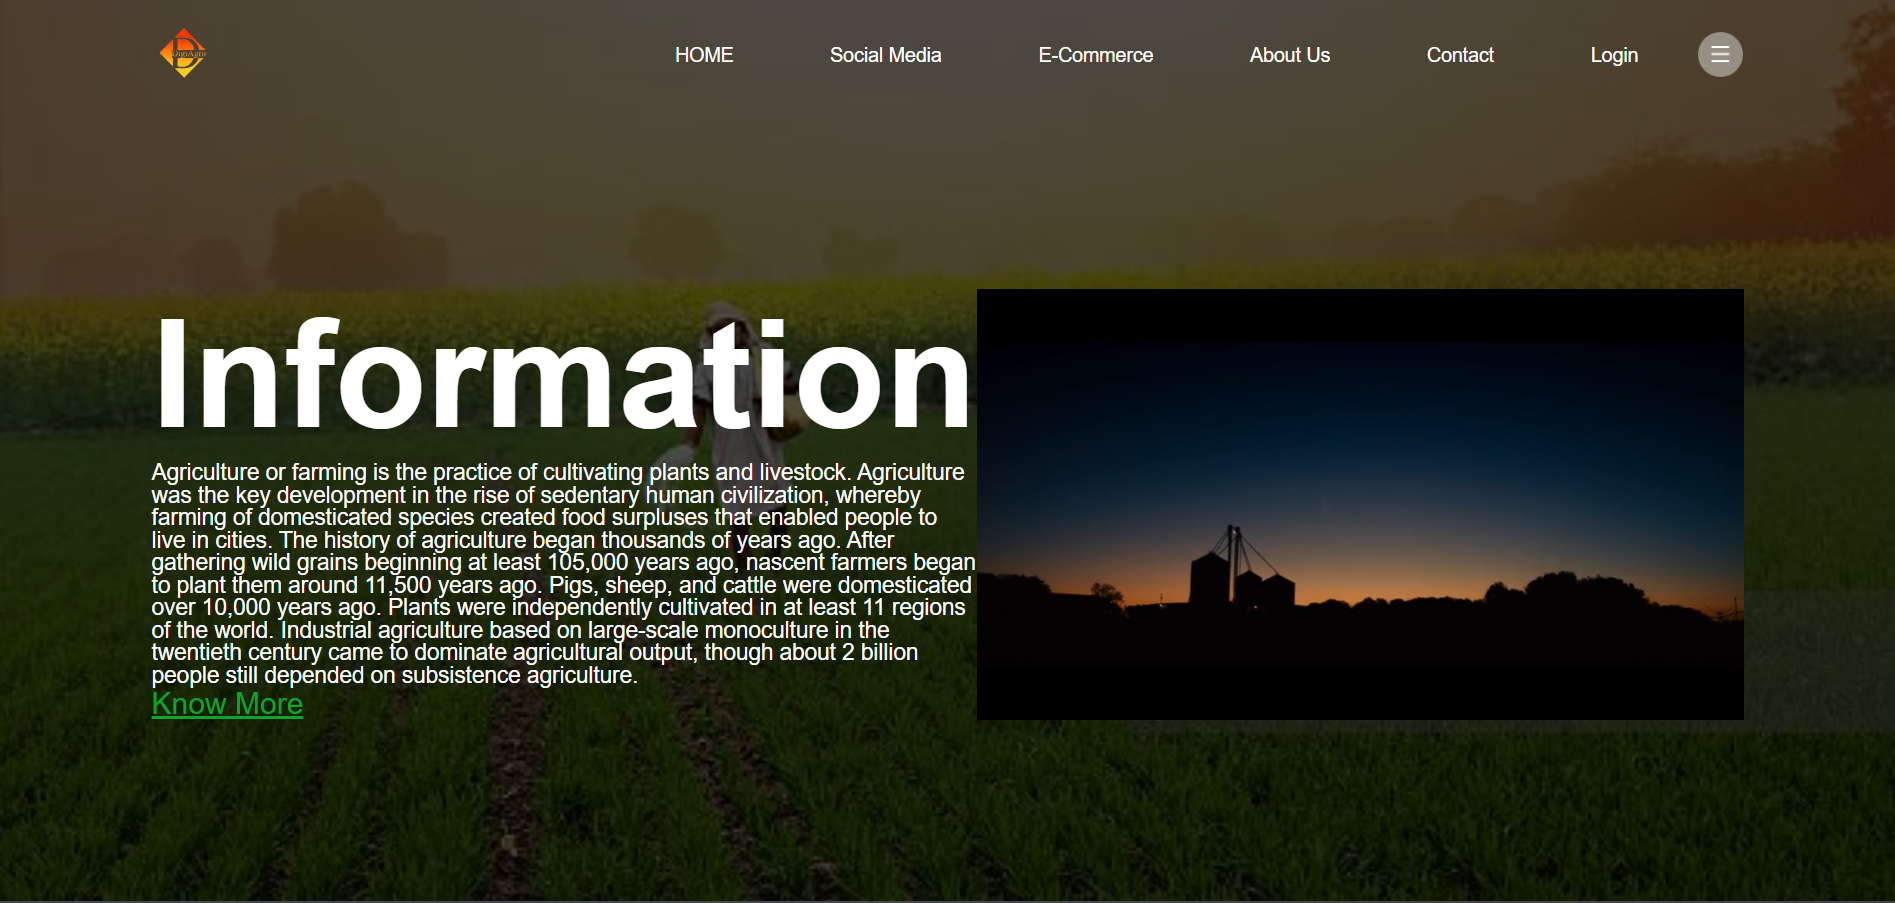 DigiAgro
HOME
Social Media
E-Commerce
About Us
Contact
Login
Information
Agriculture or farming is the practice of cultivating plants and livestock. Agriculture
was the key development in the rise of sedentary human civilization, whereby
farming of domesticated species created food surpluses that enabled people to
live in cities. The history of agriculture began thousands of years ago. After
gathering wild grains beginning at least 105,000 years ago, nascent farmers began
to plant them around 11,500 years ago. Pigs, sheep, and cattle were domesticated
over 10,000 years ago. Plants were independently cultivated in at least 11 regions
of the world. Industrial agriculture based on large-scale monoculture in the
twentieth century came to dominate agricultural output, though about 2 billion
people still depended on subsistence agriculture.
Know More